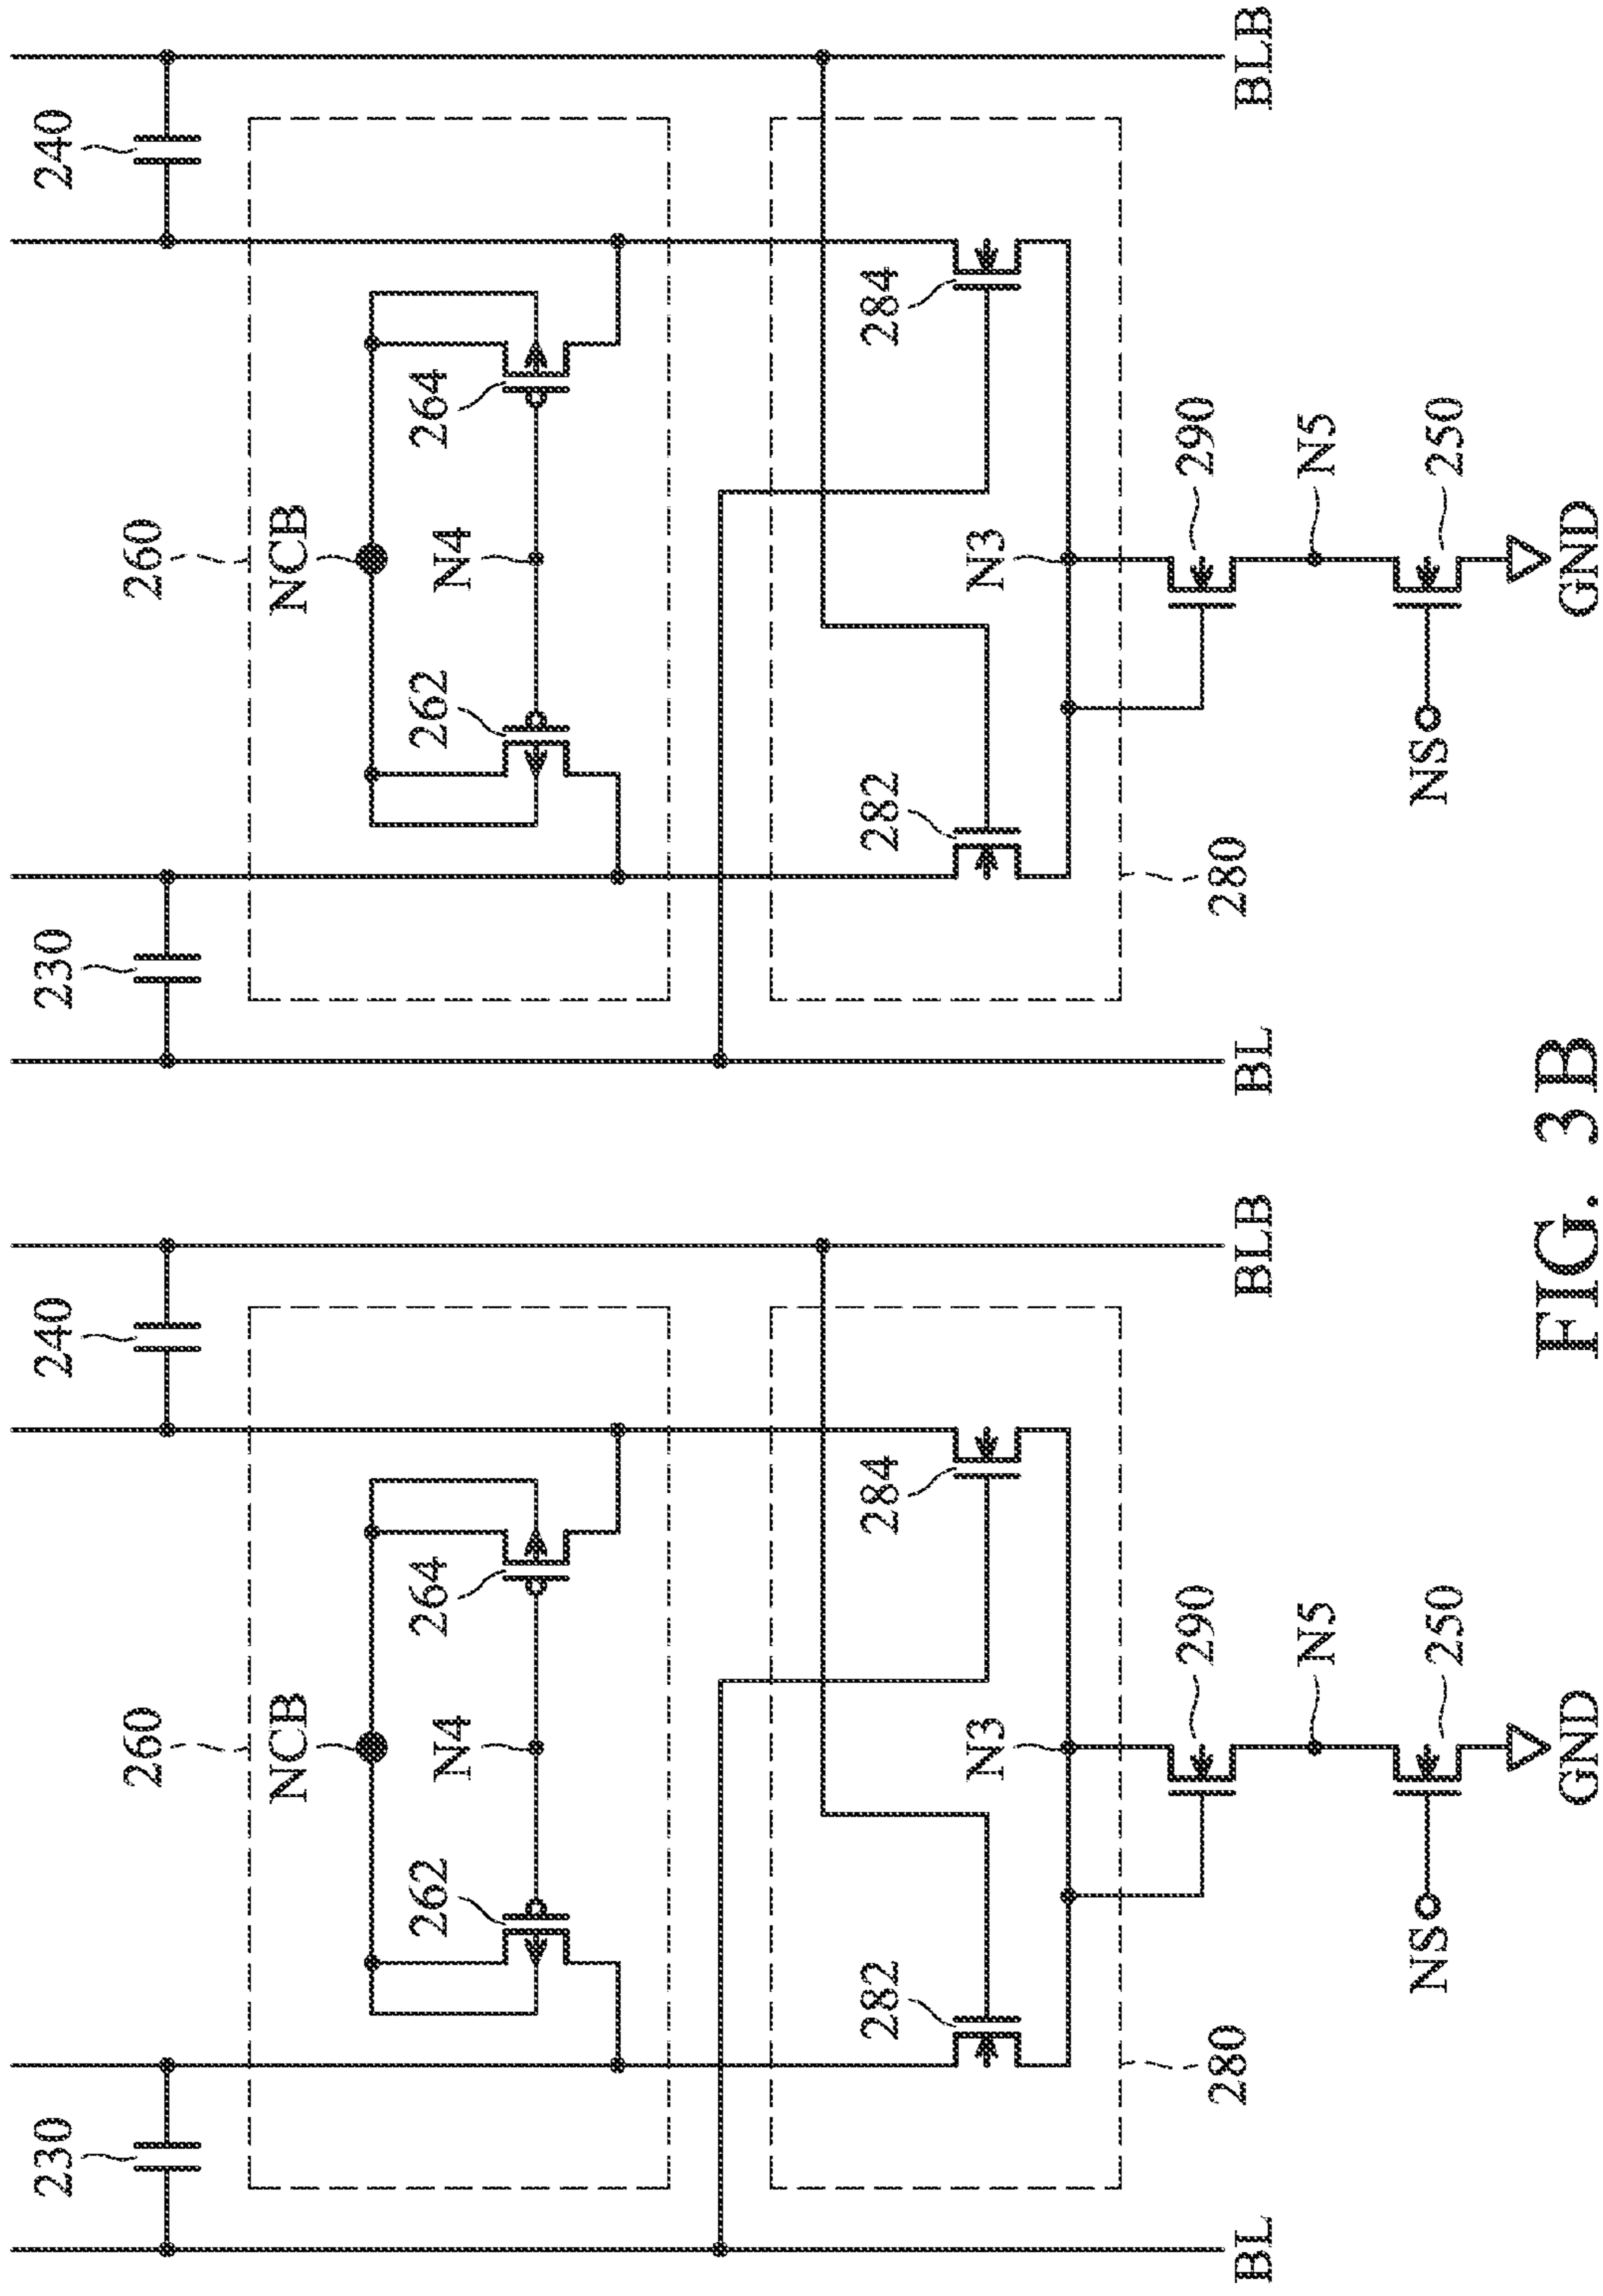 230 240 230 240
260 260
NCB NCB
262 264 262 264
N4 N4
282 284 282 284
N3 N3
290 290
280 280
BL BLB BL BLB
N5 N5
NS 250 NS 250
GND GND
FIG. 3B